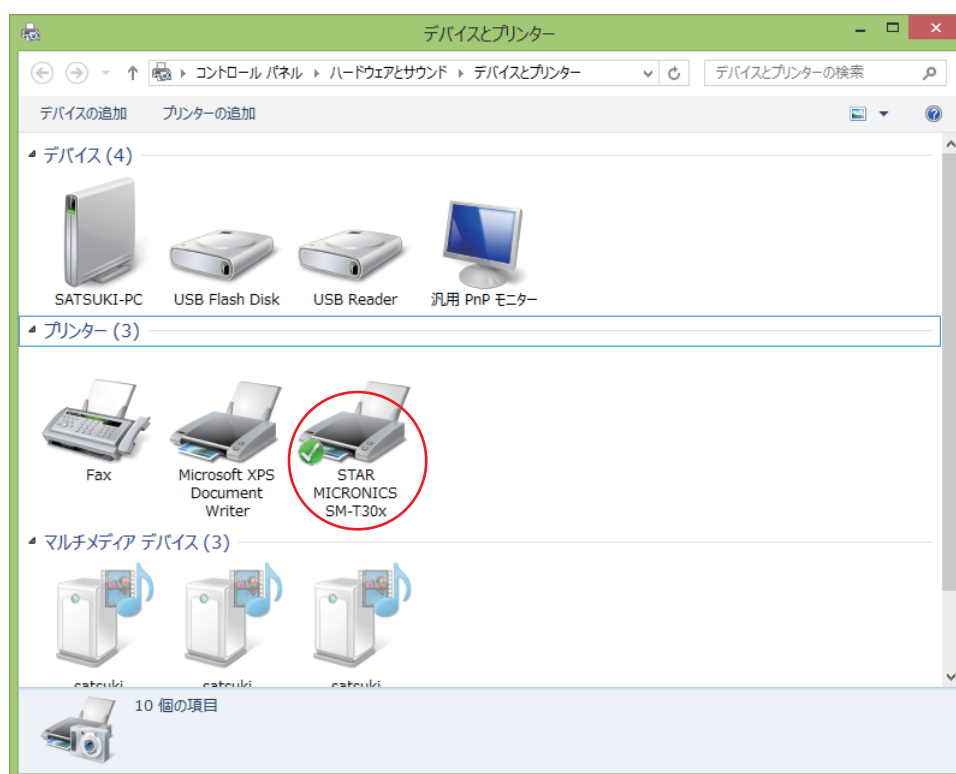 デバイスとプリンター
コントロール パネル ハードウェアとサウンド デバイスとプリンター デバイスとプリンターの検索
デバイスの追加 プリンターの追加
デバイス (4)
SATSUKI-PC USB Flash Disk USB Reader 汎用 PnP モニター
プリンター (3)
Fax Microsoft XPS STAR
Document MICRONICS
Writer SM-T30x
マルチメディア デバイス (3)
satsuki satsuki satsuki
10 個の項目